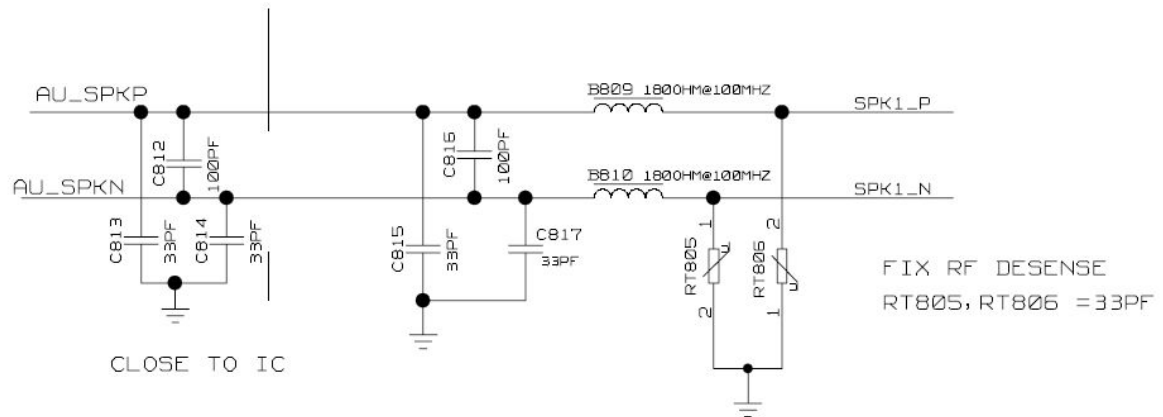 AU_SPKP
B809 180OHM@100MHZ
SPK1_P
C812
100PF
C816
100PF
AU_SPKN
B810 180OHM@100MHZ
SPK1_N
C813
33PF
C814
33PF
C815
33PF
C817
33PF
1
RT805
2
2
RT806
1
FIX RF DESENSE
RT805,RT806 =33PF
CLOSE TO IC